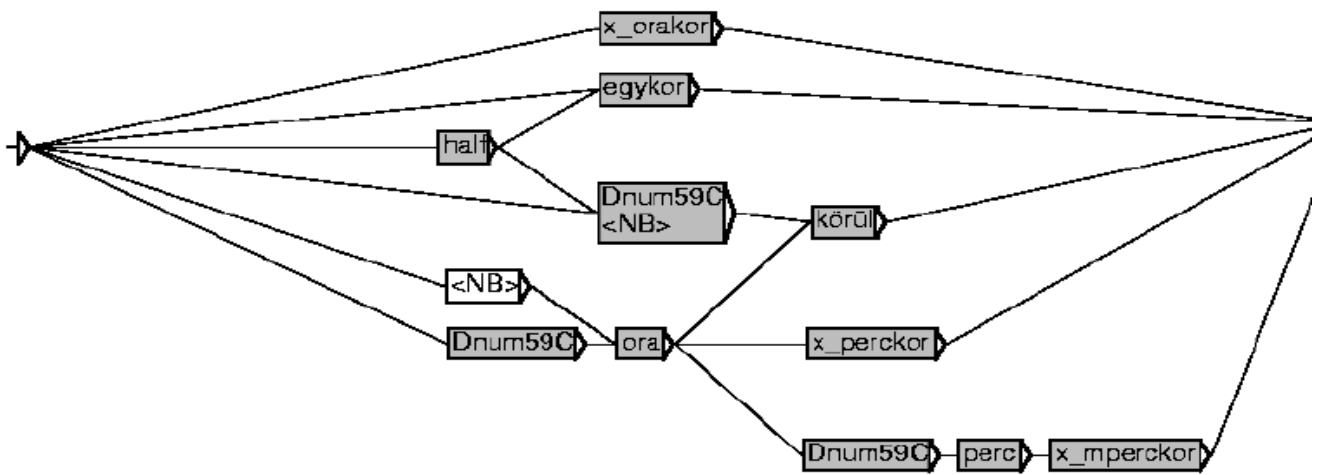 x_orakor
egykor
half
Dnum59C
<NB>
körül
<NB>
Dnum59C
ora
x_perckor
Dnum59C
perc
x_mperckor